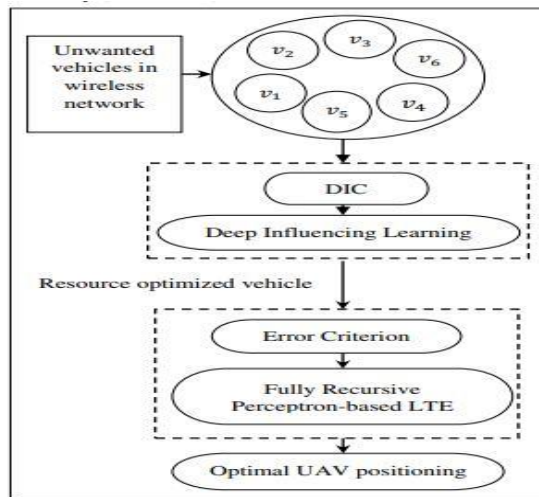 Unwanted
vehicles in
wireless
network
v₂ v₃ v₆
v₁ v₅ v₄
DIC
Deep Influencing Learning
Resource optimized vehicle
Error Criterion
Fully Recursive
Perceptron-based LTE
Optimal UAV positioning